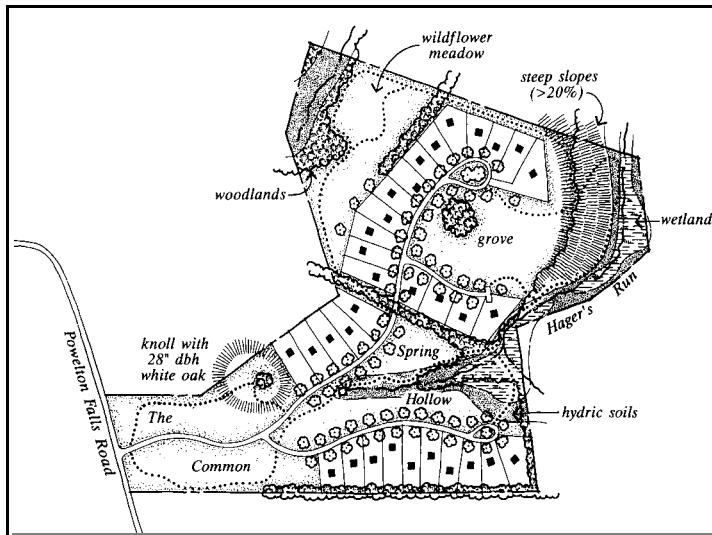 wildflower
meadow
steep slopes
(>20%)
woodlands
wetland
grove
Hager's Run
knoll with
28" dbh
white oak
Spring
Hollow
hydric soils
The
Common
Powelton Falls Road